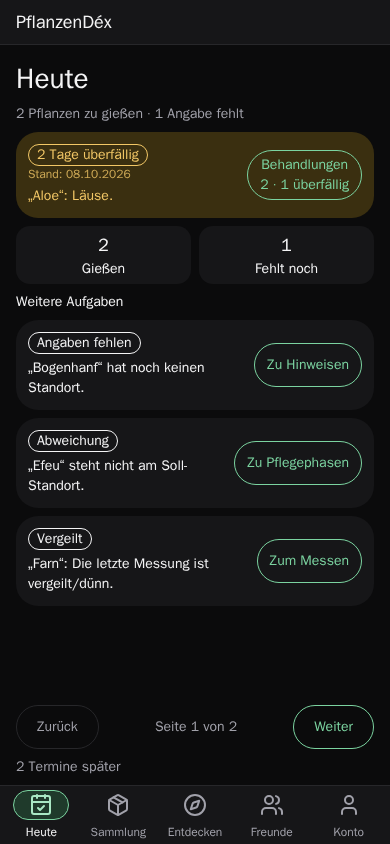 PflanzenDéx
Heute
2 Pflanzen zu gießen · 1 Angabe fehlt
2 Tage überfällig
Stand: 08.10.2026
„Aloe“: Läuse.
Behandlungen
2 · 1 überfällig
2
Gießen
1
Fehlt noch
Weitere Aufgaben
Angaben fehlen
„Bogenhanf“ hat noch keinen
Standort.
Zu Hinweisen
Abweichung
„Efeu“ steht nicht am Soll-
Standort.
Zu Pflegephasen
Vergeilt
„Farn“: Die letzte Messung ist
vergeilt/dünn.
Zum Messen
Zurück
Seite 1 von 2
Weiter
2 Termine später
Heute
Sammlung
Entdecken
Freunde
Konto